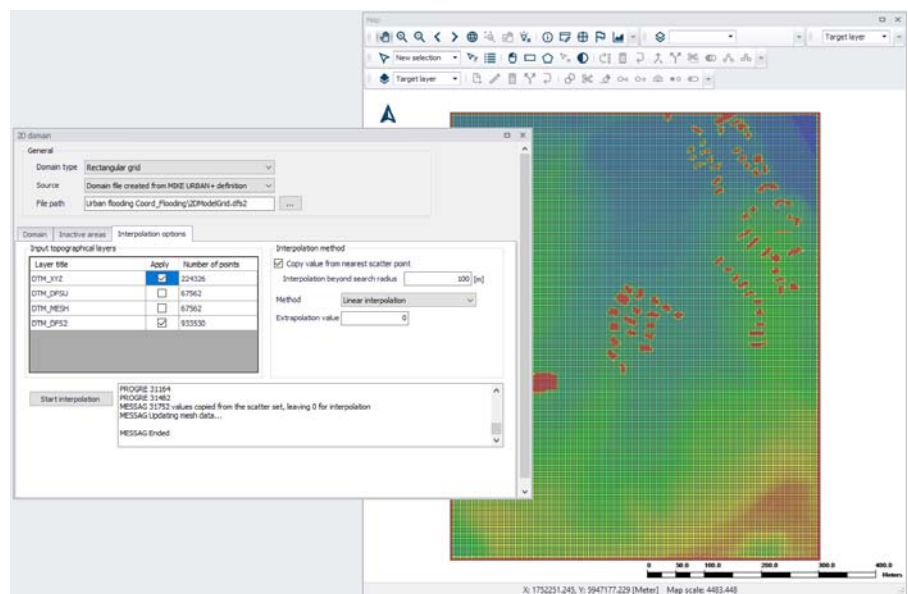 Map
New selection
Target layer
Target layer
2D domain
General
Domain type Rectangular grid
Source Domain file created from MIKE URBAN+ definition
File path Urban flooding Coord_Flooding\2DModelGrid.dfs2 ...
Domain Inactive areas Interpolation options
Input topographical layers
Layer title Apply Number of points
DTM_XYZ 224326
DTM_DFSU 67562
DTM_MESH 67562
DTM_DFS2 933530
Interpolation method
Copy value from nearest scatter point
Interpolation beyond search radius 100 [m]
Method Linear interpolation
Extrapolation value 0
Start interpolation
PROGRE 31164
PROGRE 31482
MESSAG 31752 values copied from the scatter set, leaving 0 for interpolation
MESSAG Updating mesh data...
MESSAG Ended
0 50.0 100.0 200.0 300.0 400.0
Meters
X: 1752251.245, Y: 5947177.229 [Meter] Map scale: 4483.448